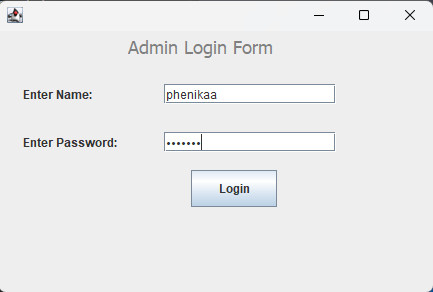 Admin Login Form
Enter Name: phenikaa
Enter Password: •••••••
Login